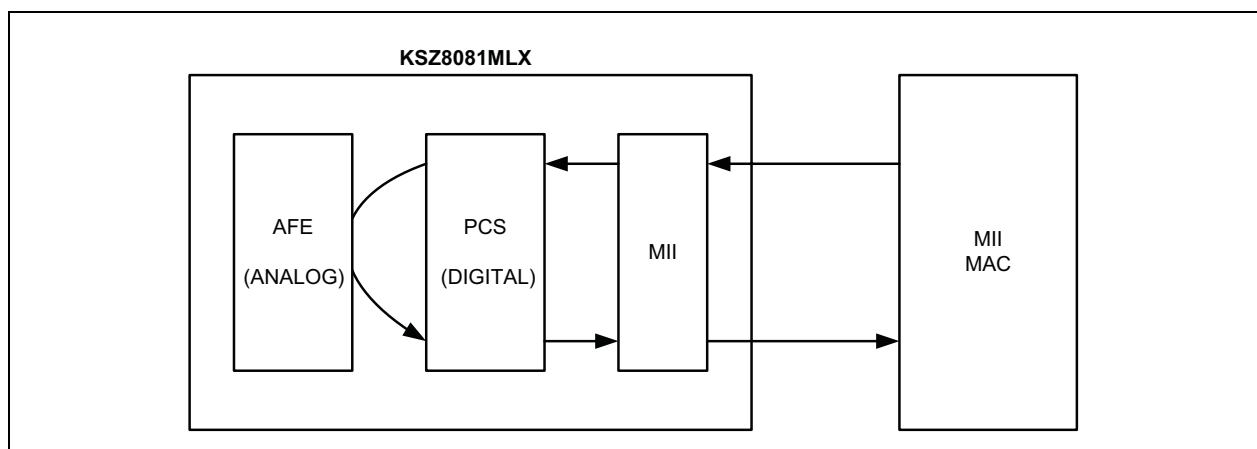 KSZ8081MLX
AFE
(ANALOG)
PCS
(DIGITAL)
MII
MII
MAC